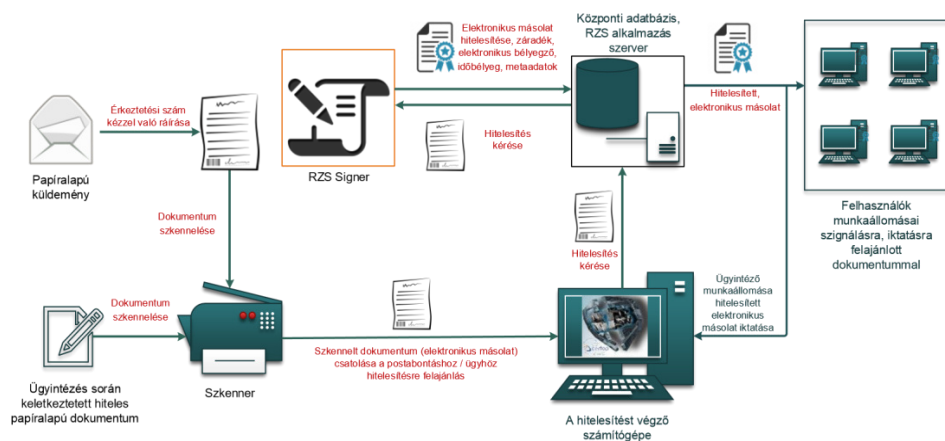 Elektronikus másolat
hitelesítése, záradék,
elektronikus bélyegző,
időbélyeg, metaadatok
Központi adatbázis,
RZS alkalmazás
szerver
Érkeztetési szám
kézzel való ráírása
Hitelesített,
elektronikus másolat
Hitelesítés
kérése
RZS Signer
Papíralapú
küldemény
Felhasználók
munkaállomásai
szignálásra, iktatásra
felajánlott
dokumentummal
Dokumentum
szkennelése
Hitelesítés
kérése
Ügyintéző
munkaállomása
hitelesített
elektronikus
másolat iktatása
Dokumentum
szkennelése
Szkennelt dokumentum (elektronikus másolat)
csatolása a postabontáshoz / ügyhöz
hitelesítésre felajánlás
Ügyintézés során
keletkeztetett hiteles
papíralapú dokumentum
Szkenner
A hitelesítést végző
számítógépe